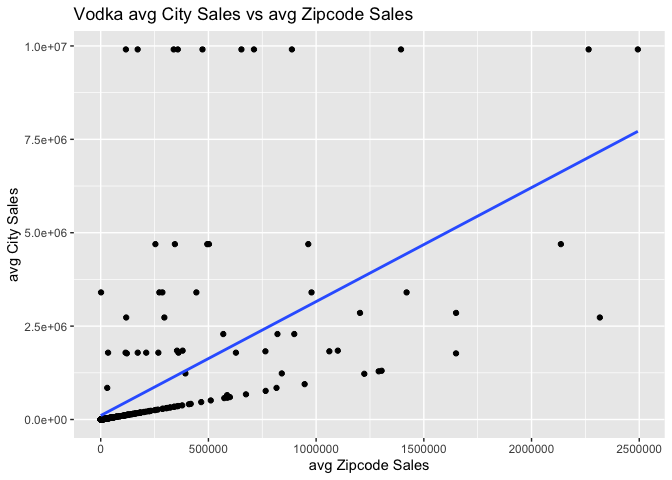 Vodka avg City Sales vs avg Zipcode Sales
1.0e+07
7.5e+06
5.0e+06
2.5e+06
0.0e+00
avg City Sales
0 500000 1000000 1500000 2000000 2500000
avg Zipcode Sales